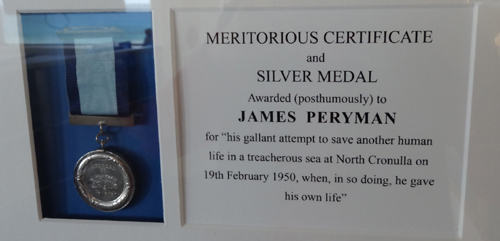 MERITORIOUS CERTIFICATE
and
SILVER MEDAL
Awarded (posthumously) to
JAMES PERYMAN
for "his gallant attempt to save another human
life in a treacherous sea at North Cronulla on
19th February 1950, when, in so doing, he gave
his own life"